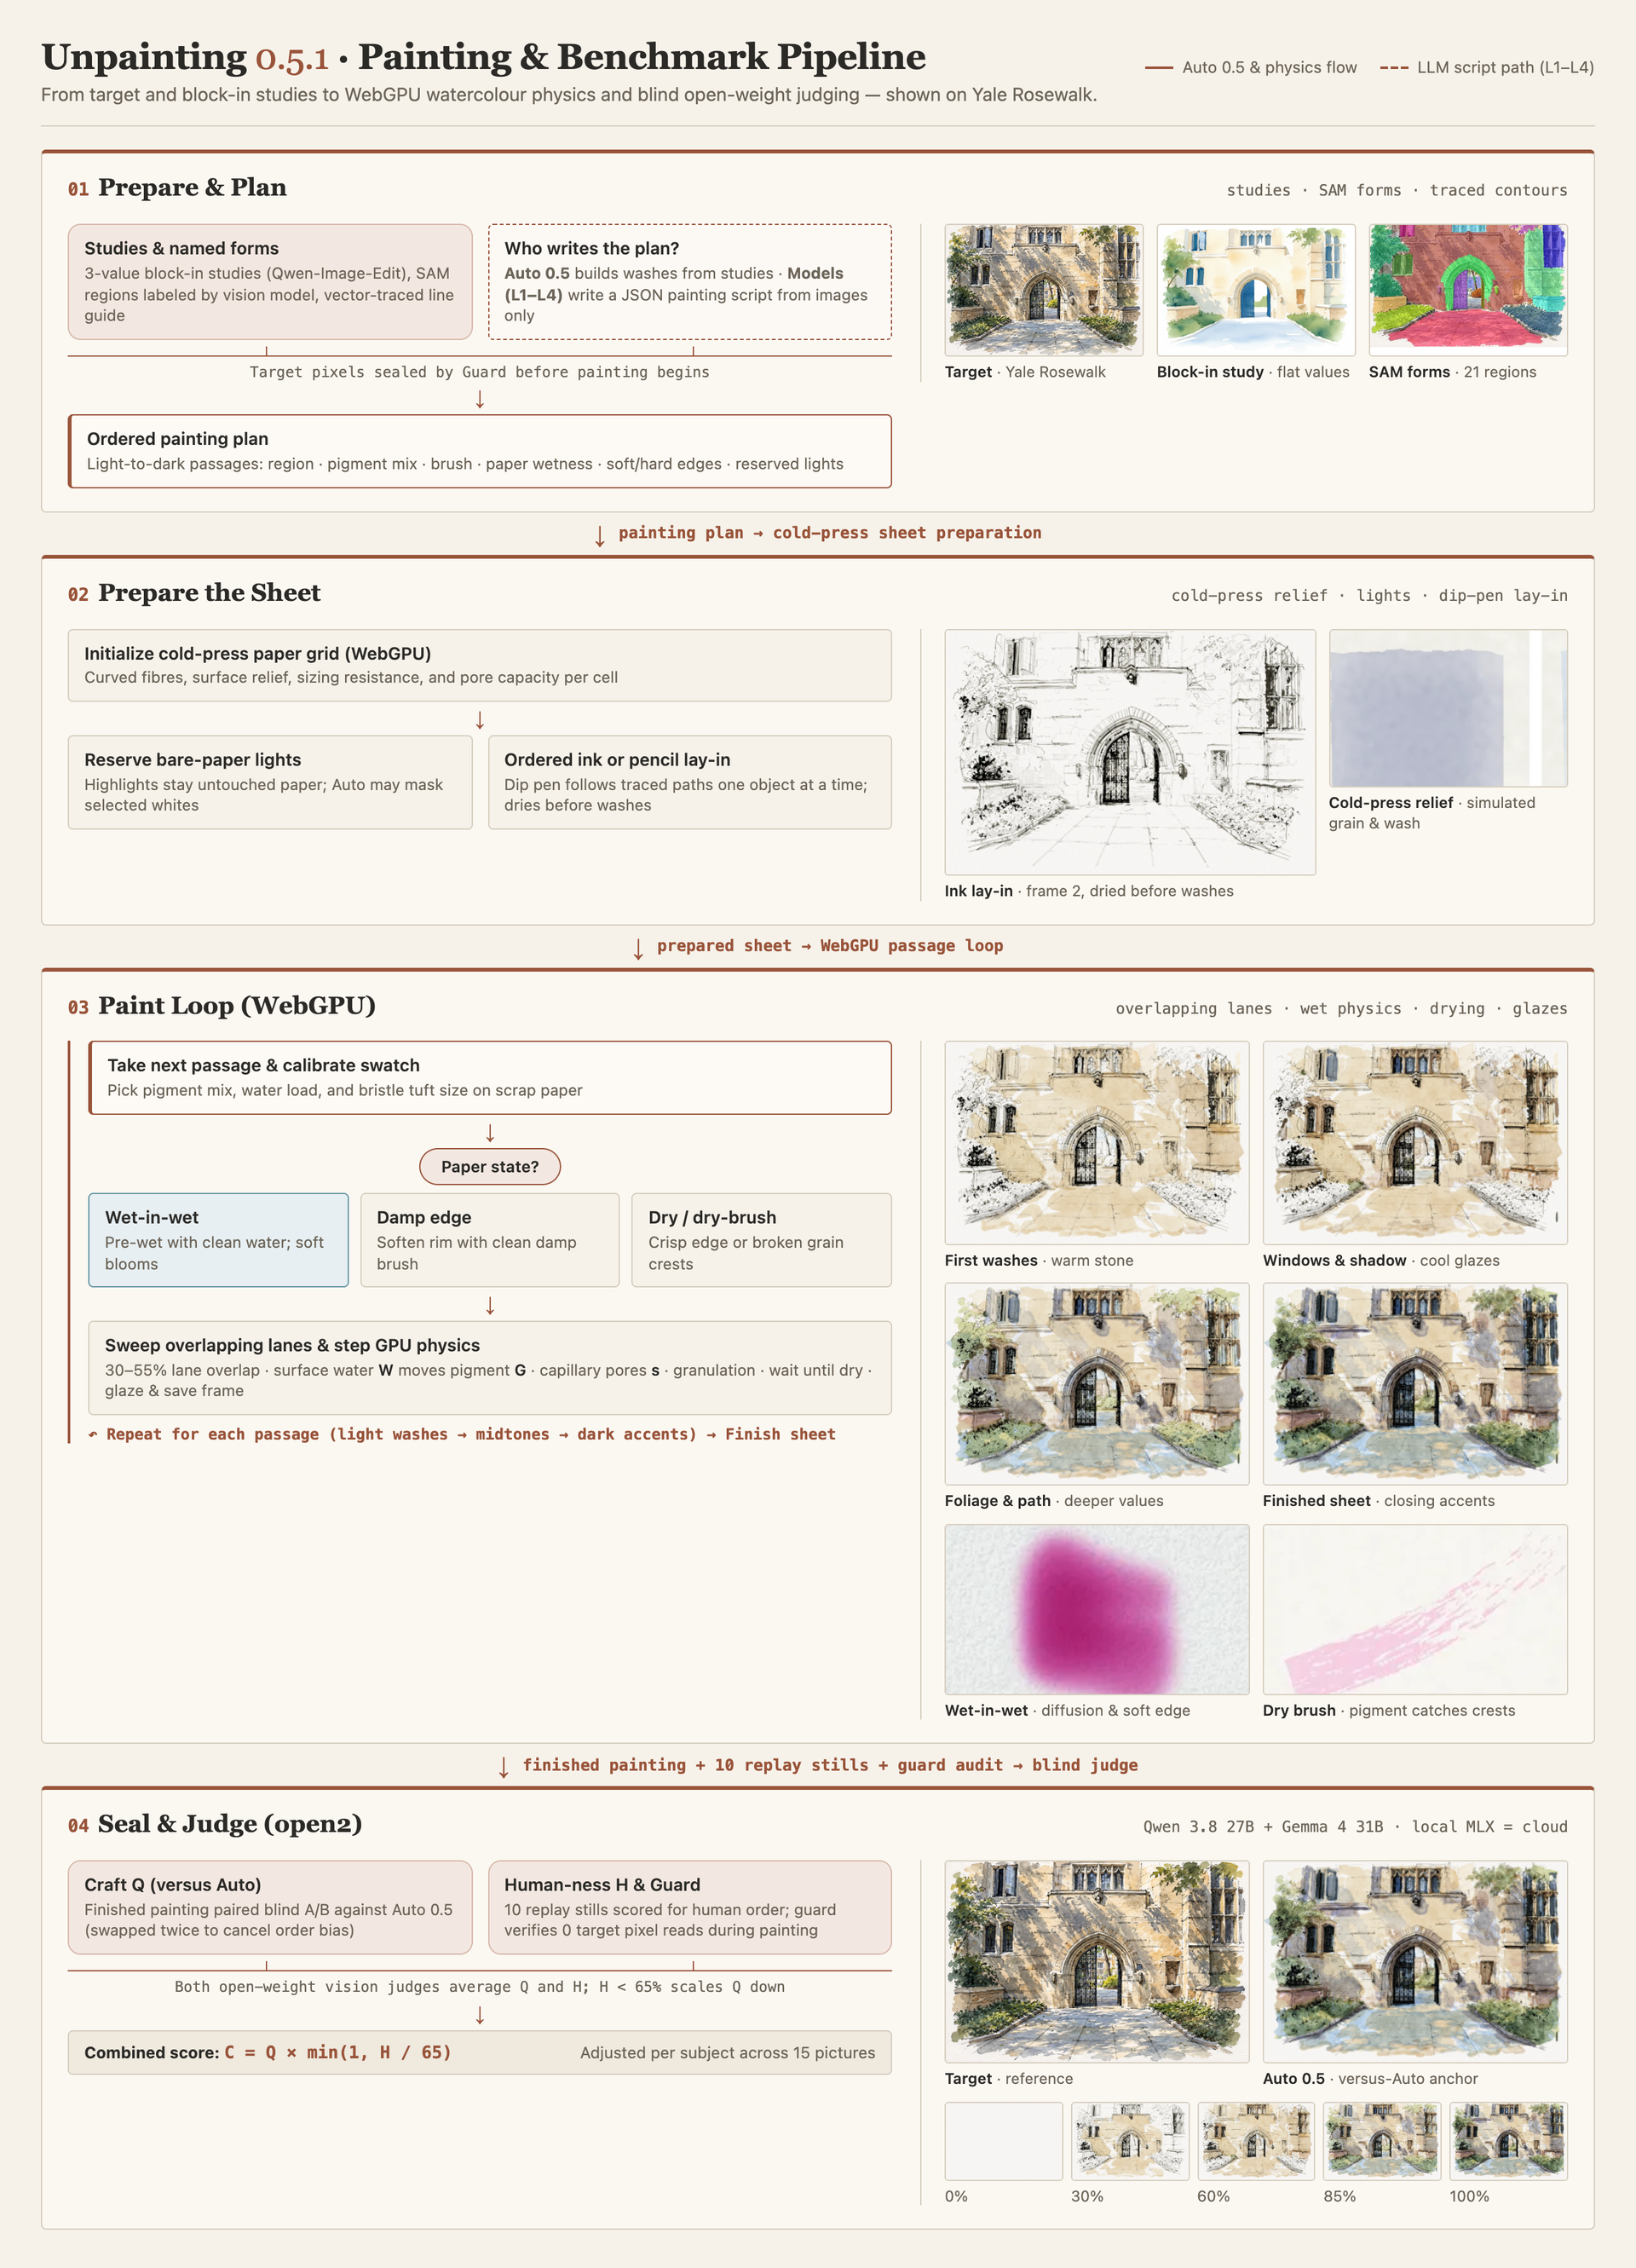 Unpainting 0.5.1 · Painting & Benchmark Pipeline
From target and block-in studies to WebGPU watercolour physics and blind open-weight judging — shown on Yale Rosewalk.
Auto 0.5 & physics flow
LLM script path (L1–L4)
01 Prepare & Plan
studies · SAM forms · traced contours
Studies & named forms
3-value block-in studies (Qwen-Image-Edit), SAM
regions labeled by vision model, vector-traced line
guide
Who writes the plan?
Auto 0.5 builds washes from studies · Models
(L1–L4) write a JSON painting script from images
only
Target pixels sealed by Guard before painting begins
↓
Ordered painting plan
Light-to-dark passages: region · pigment mix · brush · paper wetness · soft/hard edges · reserved lights
Target · Yale Rosewalk
Block-in study · flat values
SAM forms · 21 regions
↓ painting plan → cold-press sheet preparation
02 Prepare the Sheet
cold-press relief · lights · dip-pen lay-in
Initialize cold-press paper grid (WebGPU)
Curved fibres, surface relief, sizing resistance, and pore capacity per cell
↓
Reserve bare-paper lights
Highlights stay untouched paper; Auto may mask
selected whites
Ordered ink or pencil lay-in
Dip pen follows traced paths one object at a time;
dries before washes
Ink lay-in · frame 2, dried before washes
Cold-press relief · simulated
grain & wash
↓ prepared sheet → WebGPU passage loop
03 Paint Loop (WebGPU)
overlapping lanes · wet physics · drying · glazes
Take next passage & calibrate swatch
Pick pigment mix, water load, and bristle tuft size on scrap paper
↓
Paper state?
Wet-in-wet
Pre-wet with clean water; soft
blooms
Damp edge
Soften rim with clean damp
brush
Dry / dry-brush
Crisp edge or broken grain
crests
↓
Sweep overlapping lanes & step GPU physics
30–55% lane overlap · surface water W moves pigment G · capillary pores s · granulation · wait until dry ·
glaze & save frame
↶ Repeat for each passage (light washes → midtones → dark accents) → Finish sheet
First washes · warm stone
Windows & shadow · cool glazes
Foliage & path · deeper values
Finished sheet · closing accents
Wet-in-wet · diffusion & soft edge
Dry brush · pigment catches crests
↓ finished painting + 10 replay stills + guard audit → blind judge
04 Seal & Judge (open2)
Qwen 3.8 27B + Gemma 4 31B · local MLX = cloud
Craft Q (versus Auto)
Finished painting paired blind A/B against Auto 0.5
(swapped twice to cancel order bias)
Human-ness H & Guard
10 replay stills scored for human order; guard
verifies 0 target pixel reads during painting
Both open-weight vision judges average Q and H; H < 65% scales Q down
↓
Combined score: C = Q × min(1, H / 65)
Adjusted per subject across 15 pictures
Target · reference
Auto 0.5 · versus-Auto anchor
0%
30%
60%
85%
100%